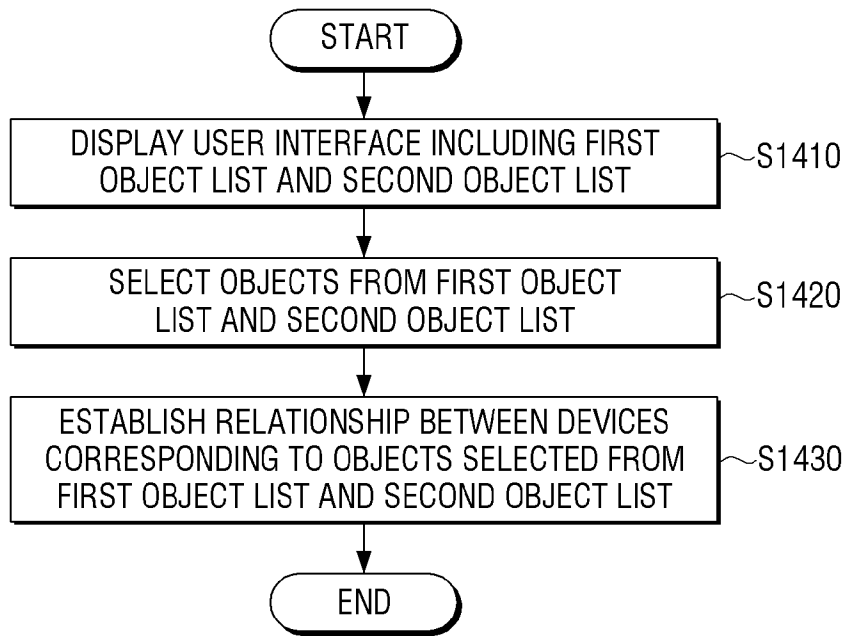 START
DISPLAY USER INTERFACE INCLUDING FIRST
OBJECT LIST AND SECOND OBJECT LIST
S1410
SELECT OBJECTS FROM FIRST OBJECT
LIST AND SECOND OBJECT LIST
S1420
ESTABLISH RELATIONSHIP BETWEEN DEVICES
CORRESPONDING TO OBJECTS SELECTED FROM
FIRST OBJECT LIST AND SECOND OBJECT LIST
S1430
END